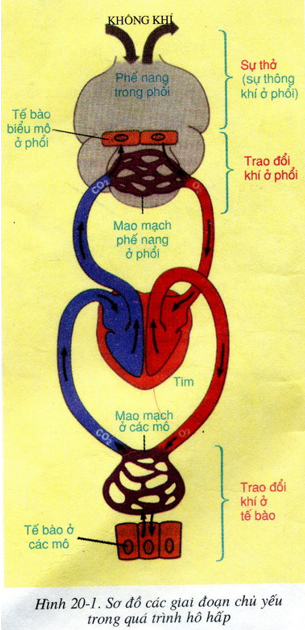 KHÔNG KHÍ
Sự thở
(sự thông
khí ở phổi)
Phế nang
trong phổi
Tế bào
biểu mô
ở phổi
Trao đổi
khí ở phổi
CO2
O2
Mao mạch
phế nang
ở phổi
Tim
Mao mạch
ở các mô
CO2
O2
Trao đổi
khí ở
tế bào
Tế bào ở
các mô
Hình 20-1. Sơ đồ các giai đoạn chủ yếu
trong quá trình hô hấp